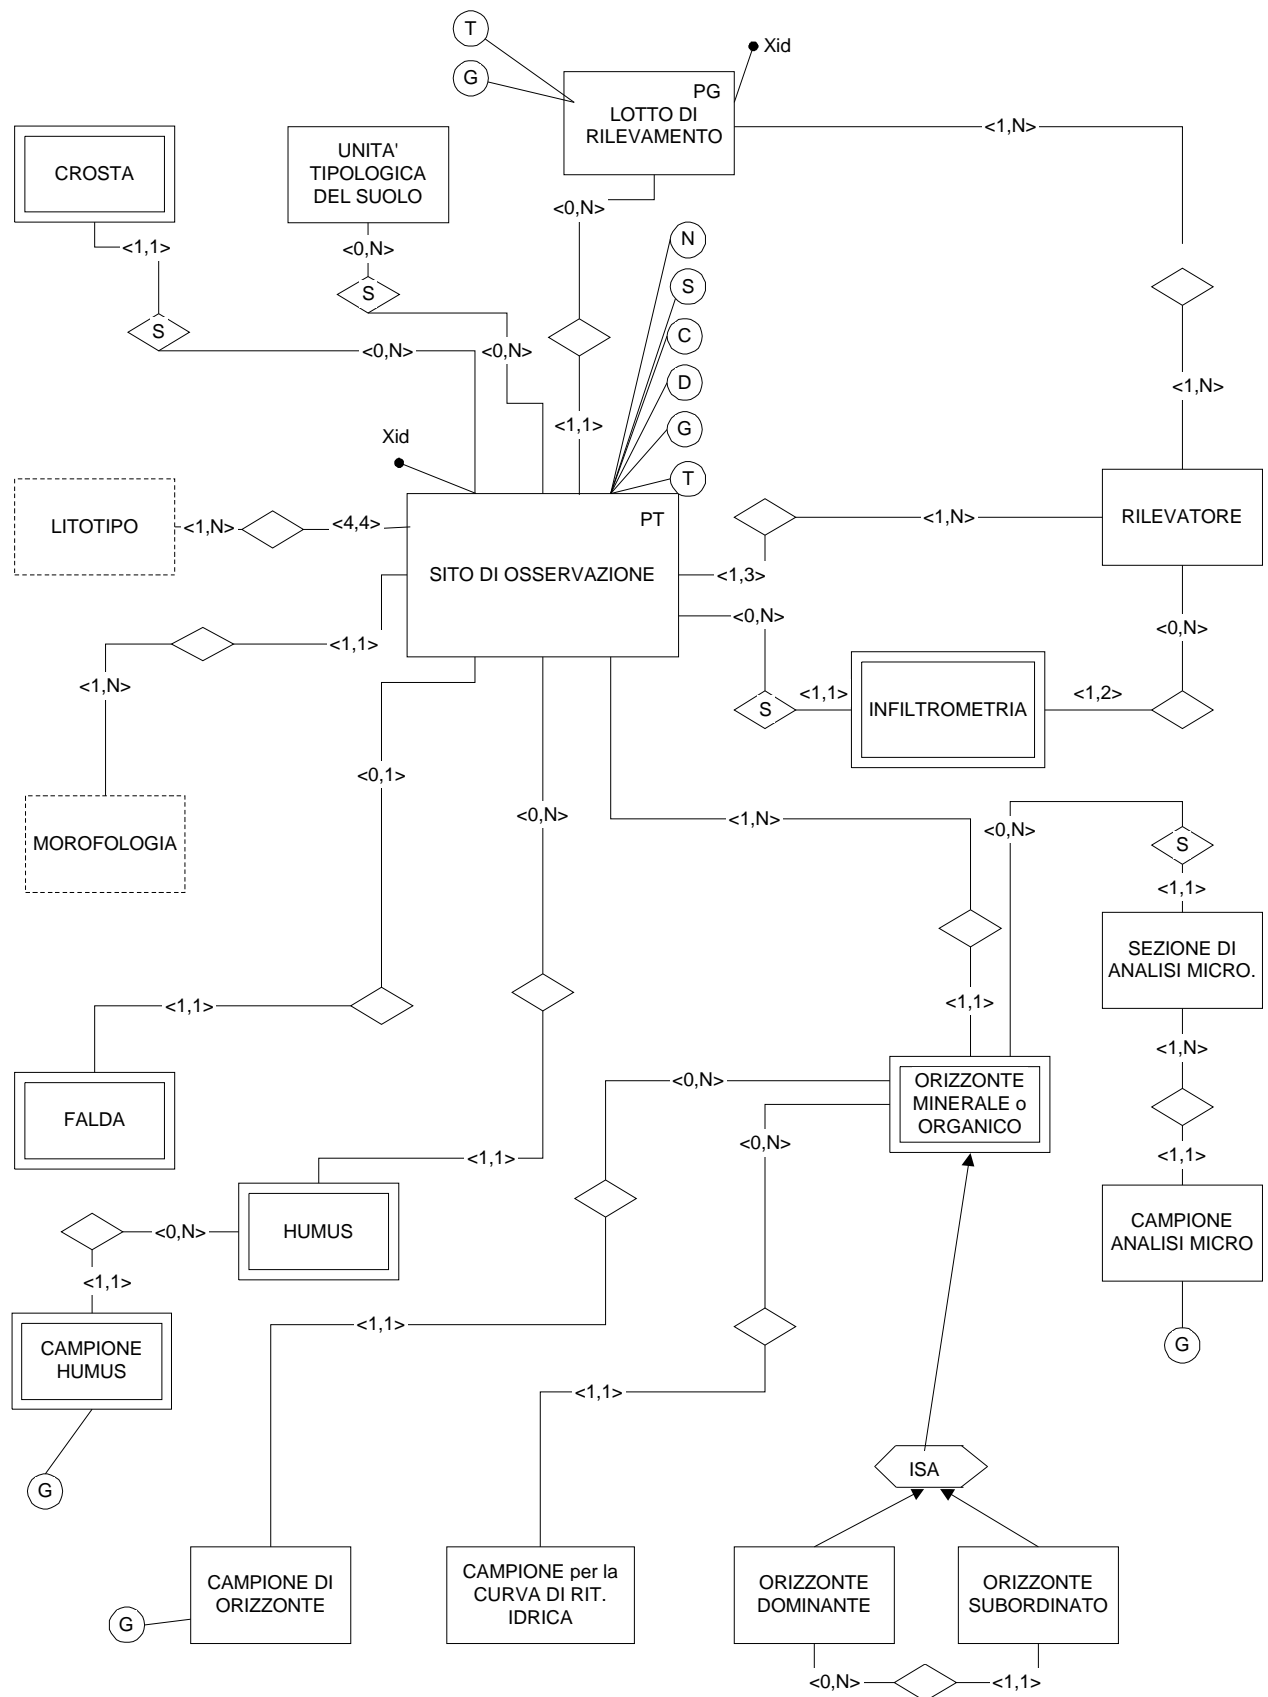 T
Xid
G
PG
LOTTO DI
RILEVAMENTO
<1,N>
CROSTA
UNITA'
TIPOLOGICA
DEL SUOLO
<0,N>
<1,1>
<0,N>
N
S
S
S
C
<0,N>
<0,N>
D
<1,N>
<1,1>
G
Xid
T
LITOTIPO
<1,N>
<4,4>
PT
SITO DI OSSERVAZIONE
<1,N>
RILEVATORE
<1,3>
<0,N>
<0,N>
<1,1>
<1,N>
S
<1,1>
INFILTROMETRIA
<1,2>
<0,1>
<0,N>
<1,N>
<0,N>
MOROFOLOGIA
S
<1,1>
SEZIONE DI
ANALISI MICRO.
<1,1>
<1,1>
<1,N>
FALDA
<0,N>
ORIZZONTE
MINERALE o
ORGANICO
<0,N>
<1,1>
<1,1>
HUMUS
<0,N>
CAMPIONE
ANALISI MICRO
<1,1>
<1,1>
CAMPIONE
HUMUS
G
<1,1>
G
ISA
CAMPIONE DI
ORIZZONTE
CAMPIONE per la
CURVA DI RIT.
IDRICA
ORIZZONTE
DOMINANTE
ORIZZONTE
SUBORDINATO
G
<0,N>
<1,1>